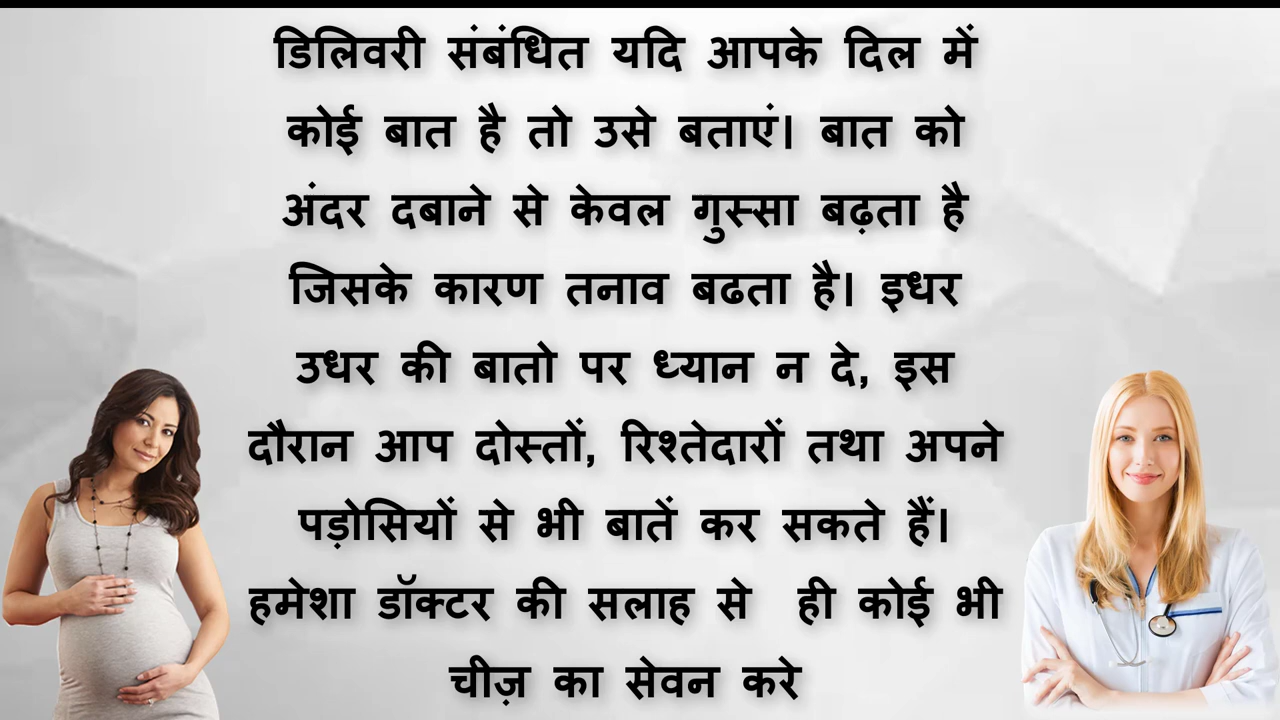 डिलिवरी संबंधित यदि आपके दिल में
कोई बात है तो उसे बताएं। बात को
अंदर दबाने से केवल गुस्सा बढ़ता है
जिसके कारण तनाव बढता है। इधर
उधर की बातो पर ध्यान न दे, इस
दौरान आप दोस्तों, रिश्तेदारों तथा अपने
पड़ोसियों से भी बातें कर सकते हैं।
हमेशा डॉक्टर की सलाह से ही कोई भी
चीज़ का सेवन करे